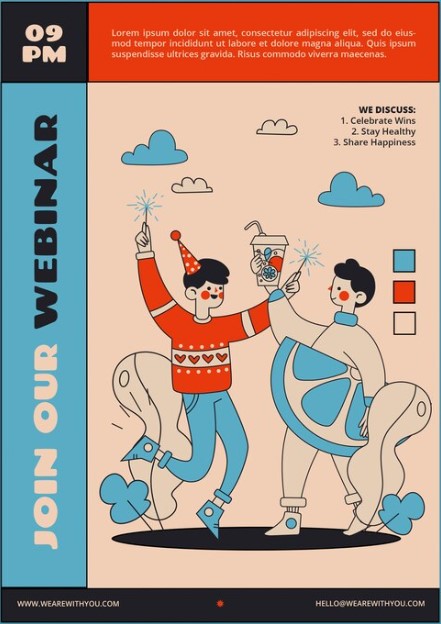 09
PM
Lorem ipsum dolor sit amet, consectetur adipiscing elit, sed do eius-
mod tempor incididunt ut labore et dolore magna aliqua. Quis ipsum
suspendisse ultrices gravida. Risus commodo viverra maecenas.
WE DISCUSS:
1. Celebrate Wins
2. Stay Healthy
3. Share Happiness
JOIN OUR WEBINAR
WWW.WEAREWITHYOU.COM
HELLO@WEAREWITHYOU.COM